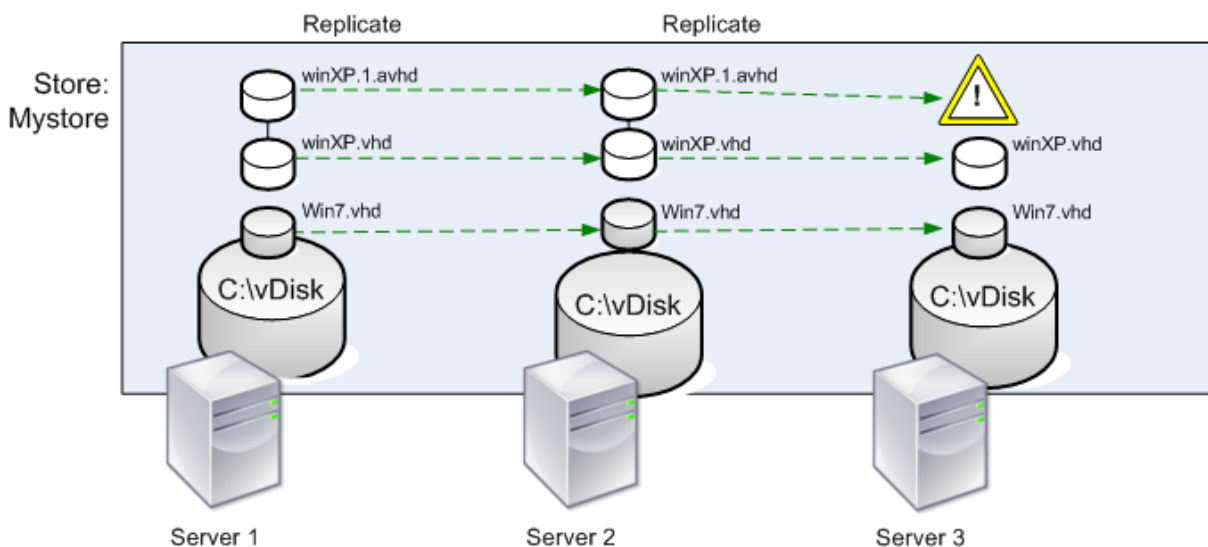 Replicate
Replicate
Store:
Mystore
winXP.1.avhd
winXP.1.avhd
!
winXP.vhd
winXP.vhd
winXP.vhd
Win7.vhd
Win7.vhd
Win7.vhd
C:\vDisk
C:\vDisk
C:\vDisk
Server 1
Server 2
Server 3